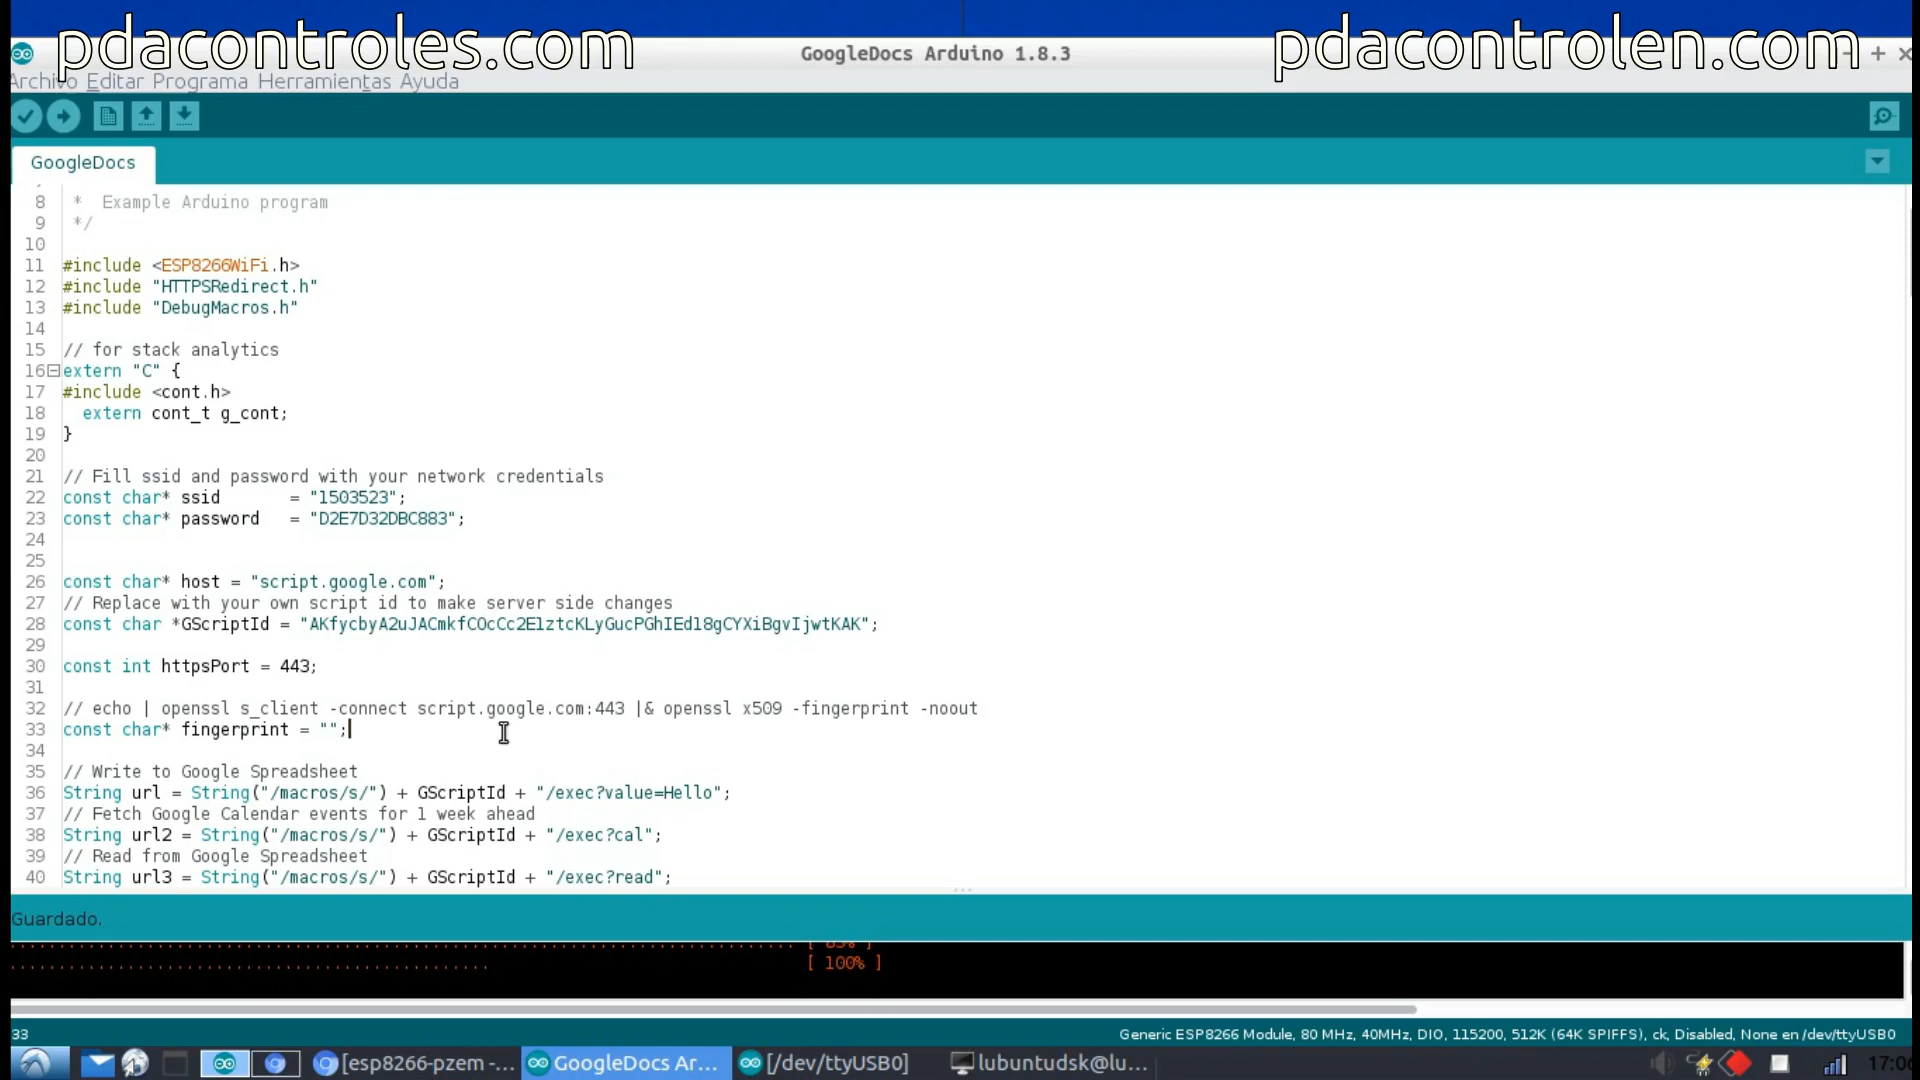 pdacontroles.com
pdacontrolen.com
GoogleDocs Arduino 1.8.3
Archivo Editar Programa Herramientas Ayuda
GoogleDocs
8 * Example Arduino program
9 */
10
11 #include <ESP8266WiFi.h>
12 #include "HTTPSRedirect.h"
13 #include "DebugMacros.h"
14
15 // for stack analytics
16 extern "C" {
17 #include <cont.h>
18 extern cont_t g_cont;
19 }
20
21 // Fill ssid and password with your network credentials
22 const char* ssid = "1503523";
23 const char* password = "D2E7D32DBC883";
24
25
26 const char* host = "script.google.com";
27 // Replace with your own script id to make server side changes
28 const char *GScriptId = "AKfycbyA2uJACmkfCOcCc2ElztcKLyGucPGhIEdl8gCYXiBgvIjwtKAK";
29
30 const int httpsPort = 443;
31
32 // echo | openssl s_client -connect script.google.com:443 |& openssl x509 -fingerprint -noout
33 const char* fingerprint = "";
34
35 // Write to Google Spreadsheet
36 String url = String("/macros/s/") + GScriptId + "/exec?value=Hello";
37 // Fetch Google Calendar events for 1 week ahead
38 String url2 = String("/macros/s/") + GScriptId + "/exec?cal";
39 // Read from Google Spreadsheet
40 String url3 = String("/macros/s/") + GScriptId + "/exec?read";
Guardado.
................................................................................ [ 83% ]
................................................. [ 100% ]
33
Generic ESP8266 Module, 80 MHz, 40MHz, DIO, 115200, 512K (64K SPIFFS), ck, Disabled, None en /dev/ttyUSB0
[esp8266-pzem -...
GoogleDocs Ar...
[/dev/ttyUSB0]
lubuntudsk@lu...